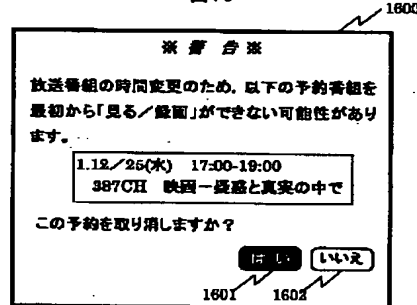 1600
※ 警 告 ※
放送番組の時間変更のため, 以下の予約番組を
最初から「見る/録画」ができない可能性があり
ます.
1.12/25(水) 17:00-19:00
387CH 映画-疑惑と真実の中で
この予約を取り消しますか?
はい いいえ
1601 1602